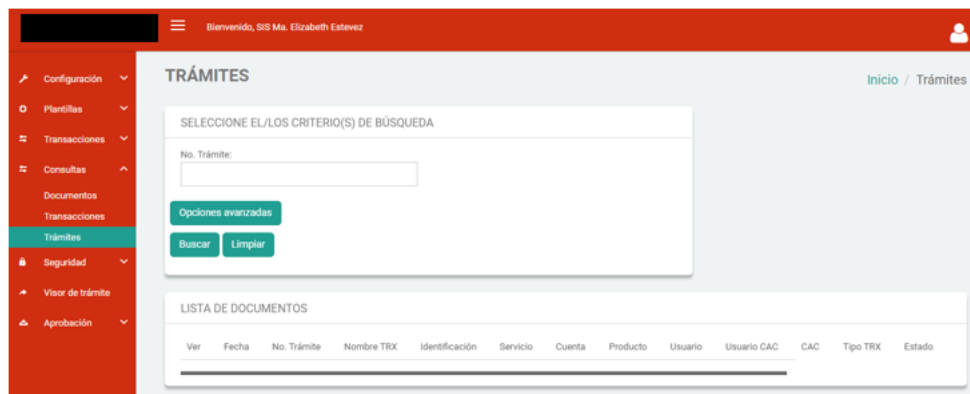 Bienvenido, SIS Ma. Elizabeth Estevez
Configuración
Plantillas
Transacciones
Consultas
Documentos
Transacciones
Trámites
Seguridad
Visor de trámite
Aprobación
TRÁMITES
Inicio / Trámites
SELECCIONE EL/LOS CRITERIO(S) DE BÚSQUEDA
No. Trámite:
Opciones avanzadas
Buscar Limpiar
LISTA DE DOCUMENTOS
Ver Fecha No. Trámite Nombre TRX Identificación Servicio Cuenta Producto Usuario Usuario CAC CAC Tipo TRX Estado